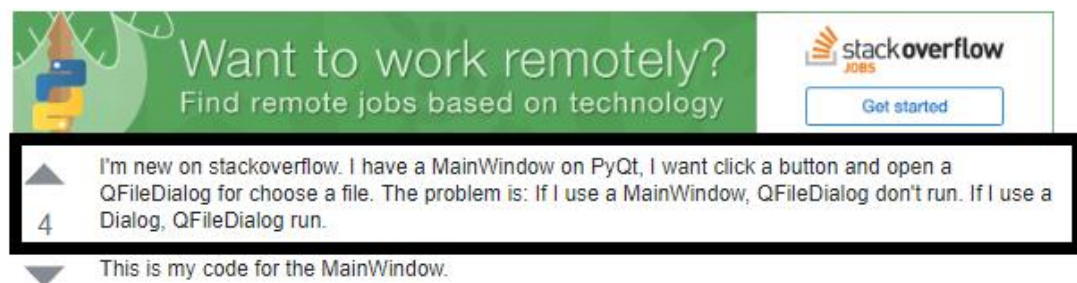 Want to work remotely?
Find remote jobs based on technology
stackoverflow
JOBS
Get started
I'm new on stackoverflow. I have a MainWindow on PyQt, I want click a button and open a
QFileDialog for choose a file. The problem is: If I use a MainWindow, QFileDialog don't run. If I use a
Dialog, QFileDialog run.
4
This is my code for the MainWindow.